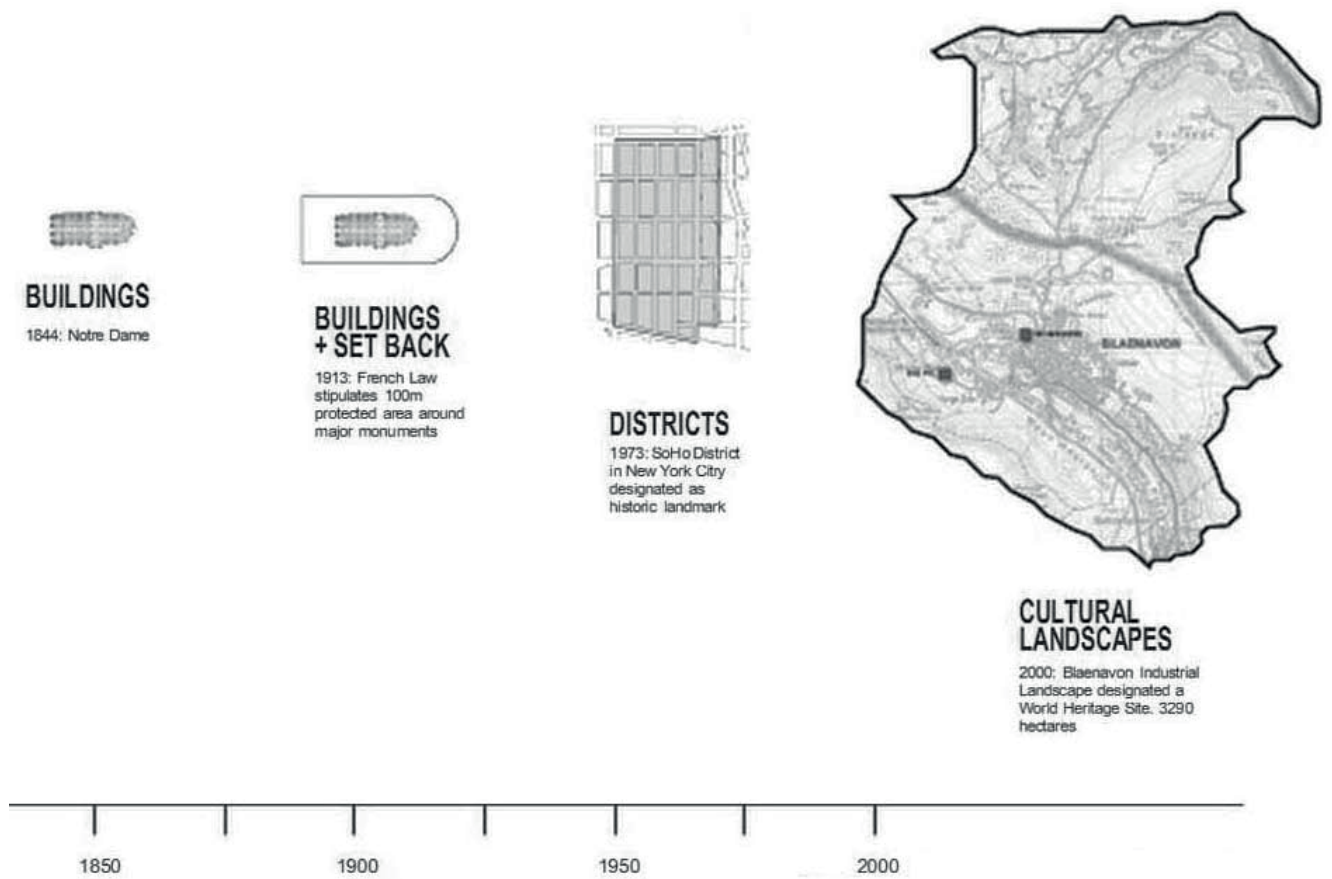 BUILDINGS
1844: Notre Dame
BUILDINGS
+ SET BACK
1913: French Law
stipulates 100m
protected area around
major monuments
DISTRICTS
1973: SoHo District
in New York Citry
designated as
historic landmark
BLAENAVON
CULTURAL
LANDSCAPES
2000: Blaenavon Industrial
Landscape designated a
World Heritage Site. 3290
hectares
1850
1900
1950
2000